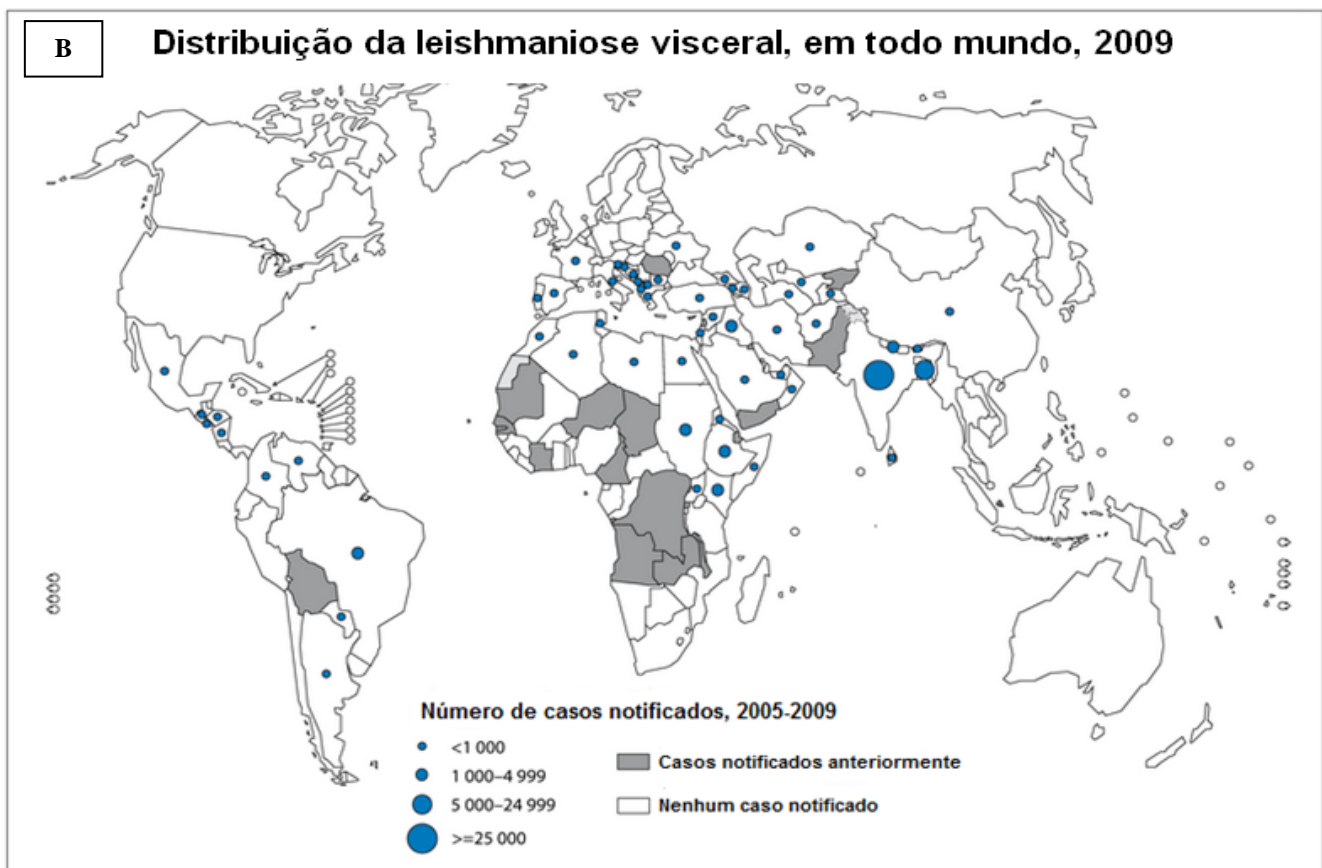 B
Distribuição da leishmaniose visceral, em todo mundo, 2009
Número de casos notificados, 2005-2009
<1 000
1 000–4 999
5 000–24 999
>=25 000
Casos notificados anteriormente
Nenhum caso notificado